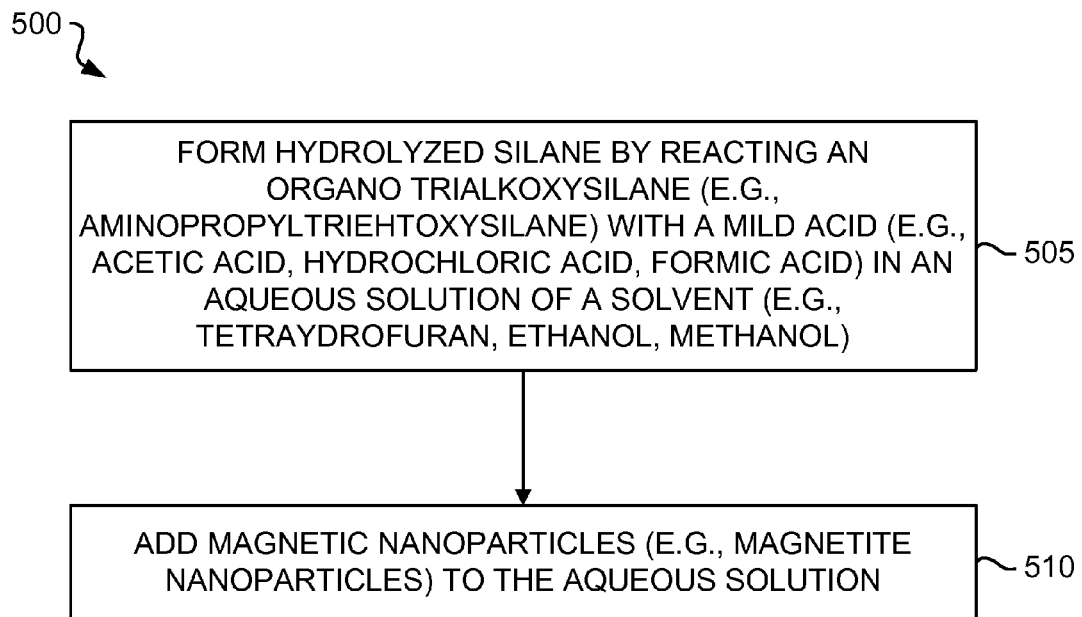 500
FORM HYDROLYZED SILANE BY REACTING AN
ORGANO TRIALKOXYSILANE (E.G.,
AMINOPROPYLTRIEHTOXYSILANE) WITH A MILD ACID (E.G.,
ACETIC ACID, HYDROCHLORIC ACID, FORMIC ACID) IN AN
AQUEOUS SOLUTION OF A SOLVENT (E.G.,
TETRAYDROFURAN, ETHANOL, METHANOL)
505
ADD MAGNETIC NANOPARTICLES (E.G., MAGNETITE
NANOPARTICLES) TO THE AQUEOUS SOLUTION
510